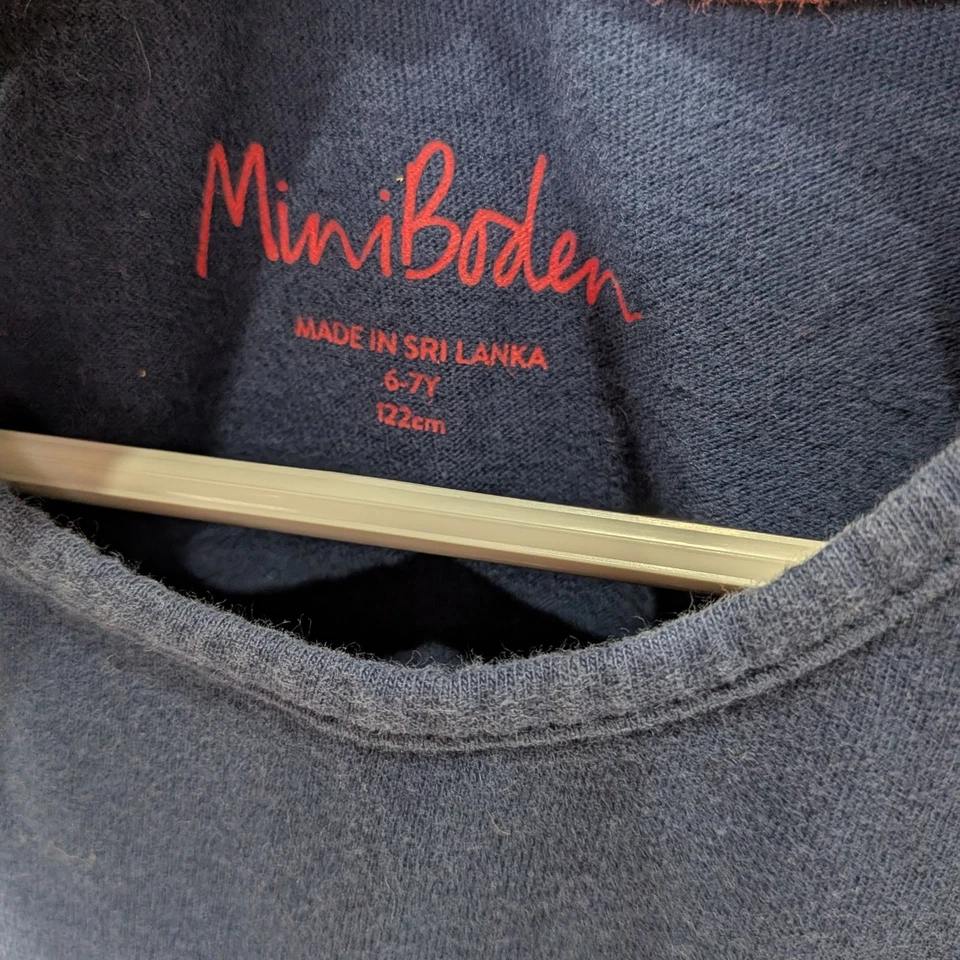 MiniBoden
MADE IN SRI LANKA
6-7Y
122cm